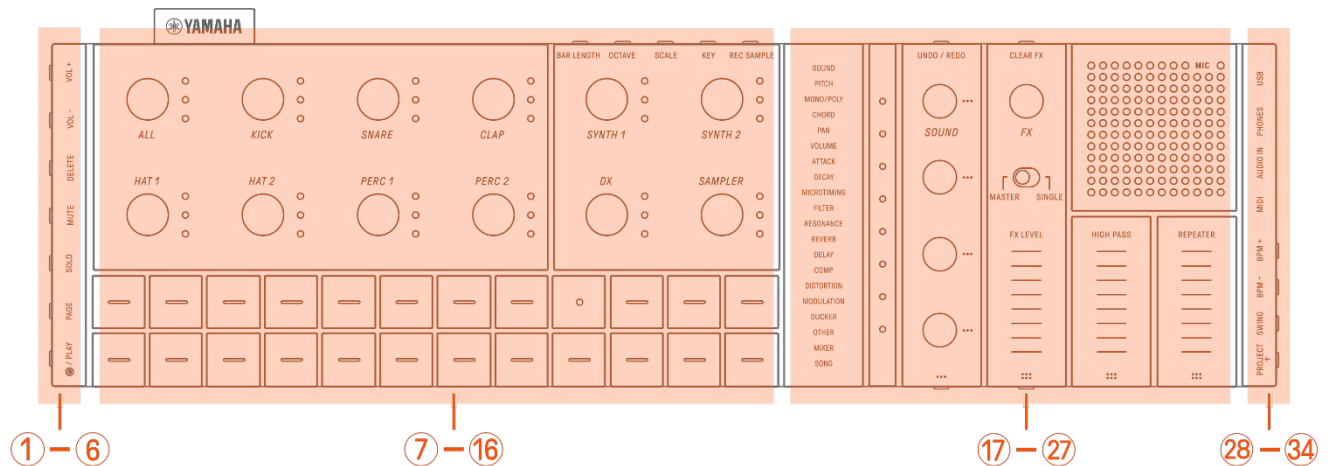 YAMAHA
VOL +
VOL -
DELETE
MUTE
SOLO
PAGE
/ PLAY
BAR LENGTH OCTAVE SCALE KEY REC SAMPLE
ALL KICK SNARE CLAP SYNTH 1 SYNTH 2
HAT 1 HAT 2 PERC 1 PERC 2 DX SAMPLER
SOUND
PITCH
MONO/POLY
CHORD
PAN
VOLUME
ATTACK
DECAY
MICROTIMING
FILTER
RESONANCE
REVERB
DELAY
COMP
DISTORTION
MODULATION
DUCKER
OTHER
MIXER
SONG
UNDO / REDO
SOUND
CLEAR FX
FX
MASTER SINGLE
MIC
FX LEVEL HIGH PASS REPEATER
USB
PHONES
AUDIO IN
MIDI
BPM +
BPM -
SWING
PROJECT
1 – 6 7 – 16 17 – 27 28 – 34